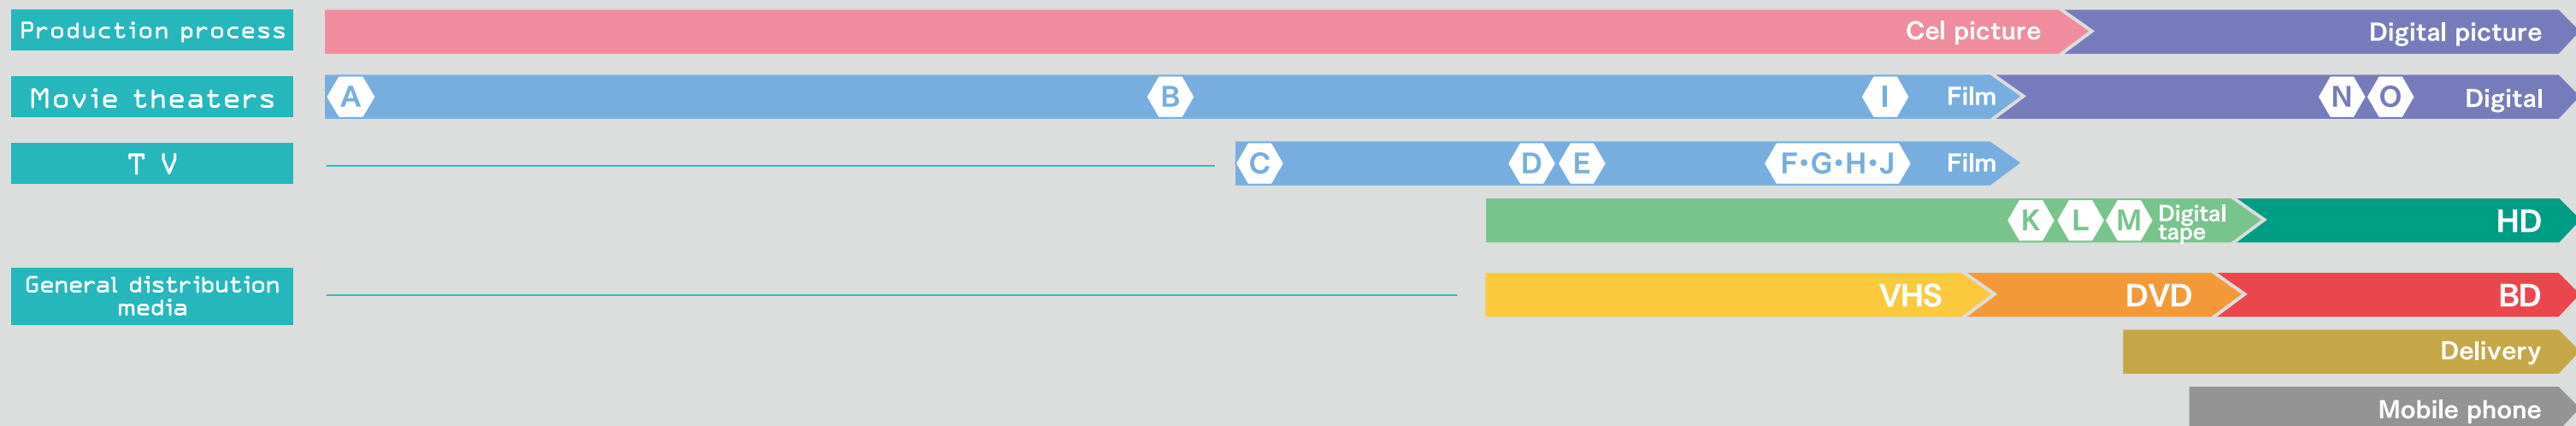 Production process
Cel picture
Digital picture
Movie theaters
A
B
I
Film
N
O
Digital
T V
C
D
E
F・G・H・J
Film
K
L
M
Digital
tape
HD
General distribution
media
VHS
DVD
BD
Delivery
Mobile phone